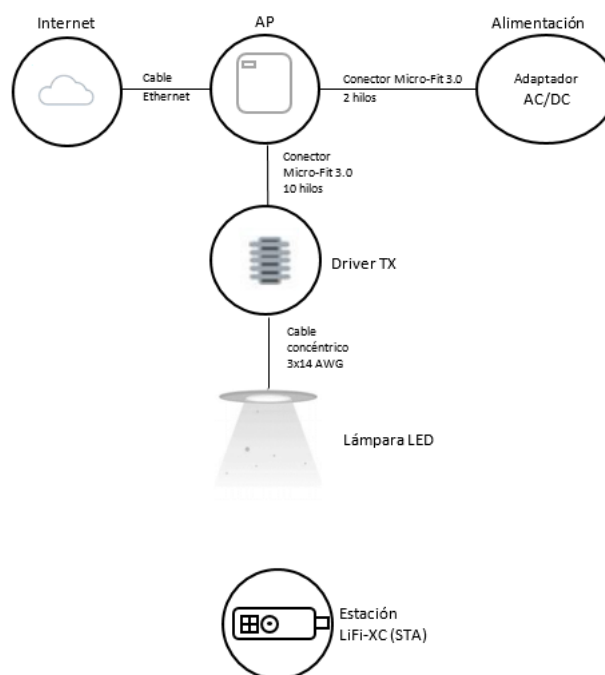 Internet
AP
Alimentación
Cable
Ethernet
Conector Micro-Fit 3.0
2 hilos
Adaptador
AC/DC
Conector
Micro-Fit 3.0
10 hilos
Driver TX
Cable
concéntrico
3x14 AWG
Lámpara LED
Estación
LiFi-XC (STA)